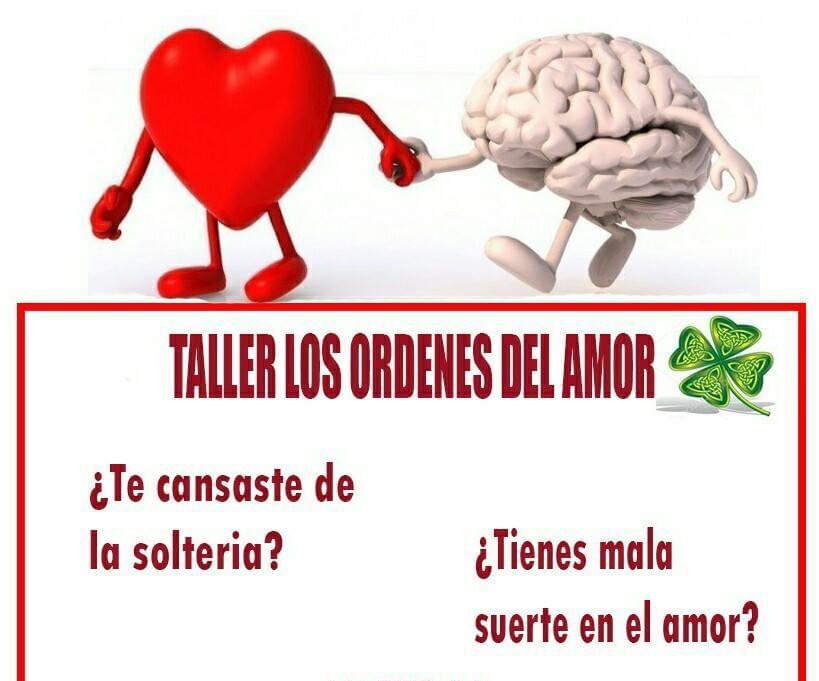 TALLER LOS ORDENES DEL AMOR
¿Te cansaste de
la solteria?
¿Tienes mala
suerte en el amor?